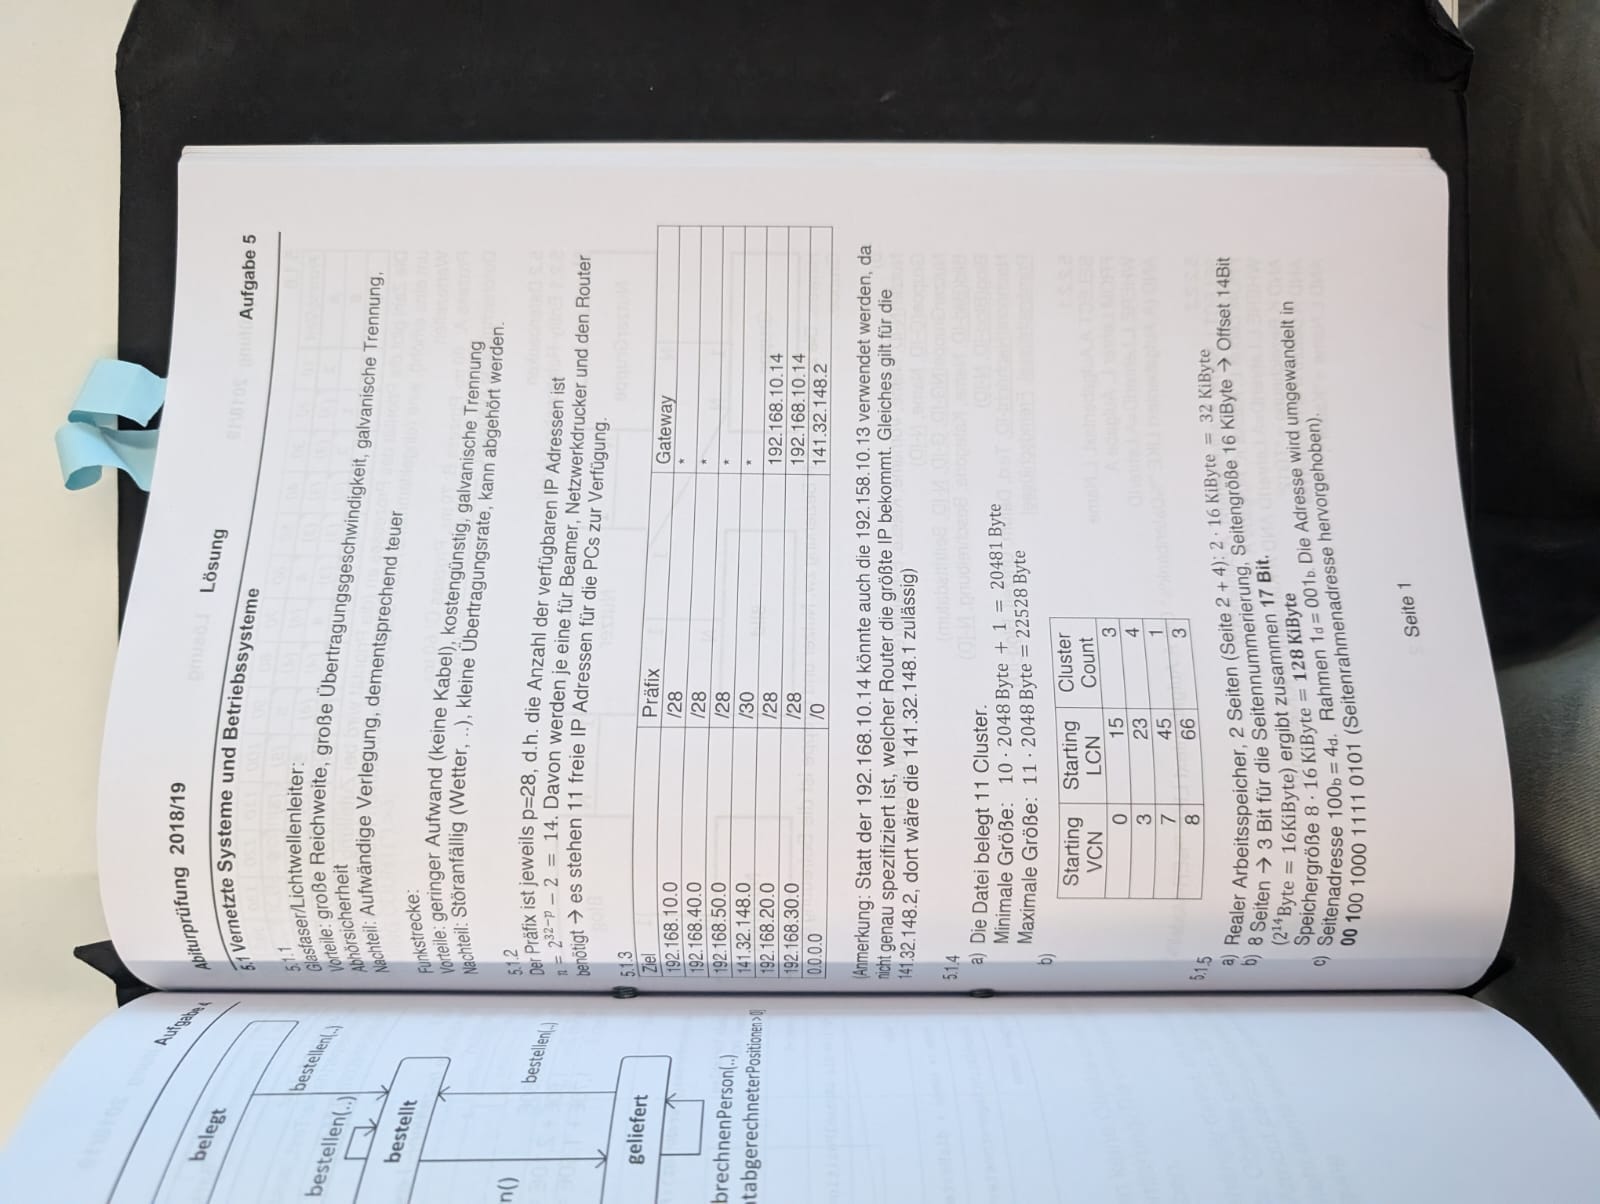 Aufgabe 4
belegt
bestellen(..)
bestellen(..)
bestellt
bestellen(..)
n()
geliefert
brechnenPerson(..)
ntabgerechneterPositionen>0]
Abiturprüfung 2018/19 Lösung
5.1 Vernetzte Systeme und Betriebssysteme Aufgabe 5
5.1.1
Glasfaser/Lichtwellenleiter:
Vorteile: große Reichweite, große Übertragungsgeschwindigkeit, galvanische Trennung,
Abhörsicherheit
Nachteil: Aufwändige Verlegung, dementsprechend teuer
Funkstrecke:
Vorteile: geringer Aufwand (keine Kabel), kostengünstig, galvanische Trennung
Nachteil: Störanfällig (Wetter, ..), kleine Übertragungsrate, kann abgehört werden.
5.1.2
Der Präfix ist jeweils p=28, d.h. die Anzahl der verfügbaren IP Adressen ist
n = 2^32−p − 2 = 14. Davon werden je eine für Beamer, Netzwerkdrucker und den Router
benötigt → es stehen 11 freie IP Adressen für die PCs zur Verfügung.
5.1.3
Ziel Präfix Gateway
192.168.10.0 /28 *
192.168.40.0 /28 *
192.168.50.0 /28 *
141.32.148.0 /30 *
192.168.20.0 /28 192.168.10.14
192.168.30.0 /28 192.168.10.14
0.0.0.0 /0 141.32.148.2
(Anmerkung: Statt der 192.168.10.14 könnte auch die 192.158.10.13 verwendet werden, da
nicht genau spezifiziert ist, welcher Router die größte IP bekommt. Gleiches gilt für die
141.32.148.2, dort wäre die 141.32.148.1 zulässig)
5.1.4
a) Die Datei belegt 11 Cluster.
Minimale Größe: 10 · 2048 Byte + 1 = 20481 Byte
Maximale Größe: 11 · 2048 Byte = 22528 Byte
b)
Starting VCN Starting LCN Cluster Count
0 15 3
3 23 4
7 45 1
8 66 3
5.1.5
a) Realer Arbeitsspeicher, 2 Seiten (Seite 2 + 4): 2 · 16 KiByte = 32 KiByte
b) 8 Seiten → 3 Bit für die Seitennummerierung, Seitengröße 16 KiByte → Offset 14Bit
(2^14 Byte = 16KiByte) ergibt zusammen 17 Bit.
Speichergröße 8 · 16 KiByte = 128 KiByte
c) Seitenadresse 100b = 4d. Rahmen 1d = 001b. Die Adresse wird umgewandelt in
00 100 1000 1111 0101 (Seitenrahmenadresse hervorgehoben).
Seite 1